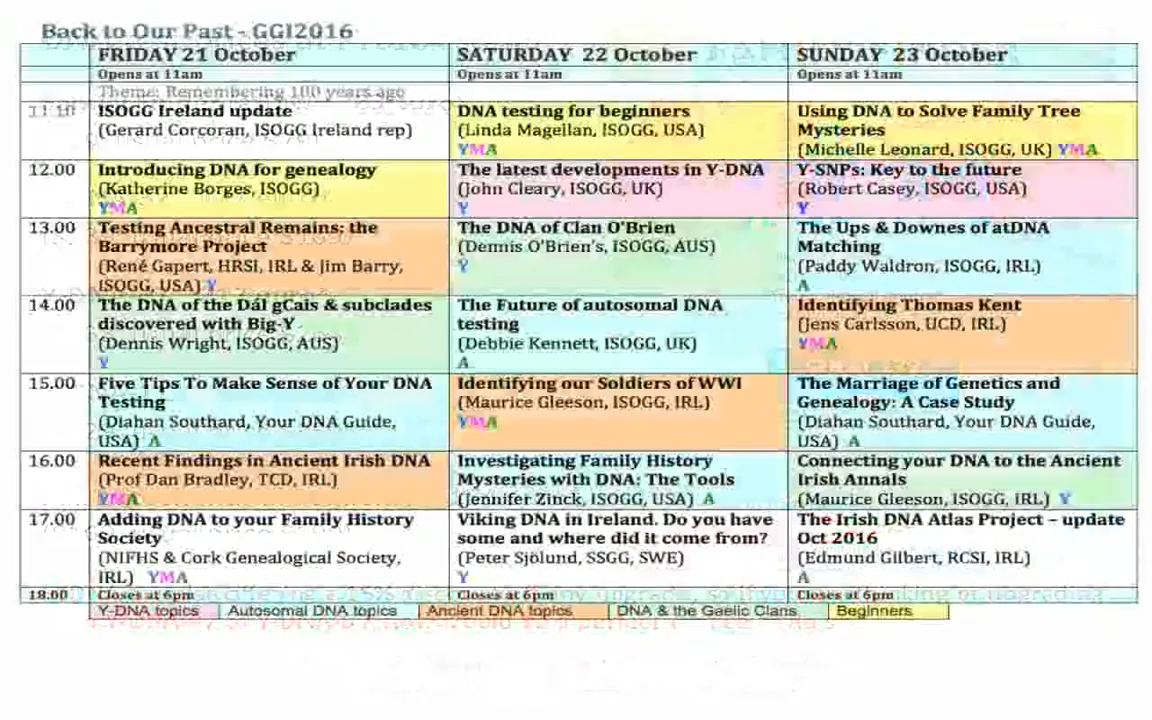 Back to Our Past - GGI2016
FRIDAY 21 October
SATURDAY 22 October
SUNDAY 23 October
Opens at 11am
Opens at 11am
Opens at 11am
Theme: Remembering 100 years ago
11.10
ISOGG Ireland update
(Gerard Corcoran, ISOGG Ireland rep)
DNA testing for beginners
(Linda Magellan, ISOGG, USA)
YMA
Using DNA to Solve Family Tree
Mysteries
(Michelle Leonard, ISOGG, UK) YMA
12.00
Introducing DNA for genealogy
(Katherine Borges, ISOGG)
YMA
The latest developments in Y-DNA
(John Cleary, ISOGG, UK)
Y
Y-SNPs: Key to the future
(Robert Casey, ISOGG, USA)
Y
13.00
Testing Ancestral Remains: the
Barrymore Project
(René Gapert, HRSI, IRL & Jim Barry,
ISOGG, USA) Y
The DNA of Clan O'Brien
(Dennis O'Brien's, ISOGG, AUS)
Y
The Ups & Downes of atDNA
Matching
(Paddy Waldron, ISOGG, IRL)
A
14.00
The DNA of the Dál gCais & subclades
discovered with Big-Y
(Dennis Wright, ISOGG, AUS)
Y
The Future of autosomal DNA
testing
(Debbie Kennett, ISOGG, UK)
A
Identifying Thomas Kent
(Jens Carlsson, UCD, IRL)
YMA
15.00
Five Tips To Make Sense of Your DNA
Testing
(Diahan Southard, Your DNA Guide,
USA) A
Identifying our Soldiers of WWI
(Maurice Gleeson, ISOGG, IRL)
YMA
The Marriage of Genetics and
Genealogy: A Case Study
(Diahan Southard, Your DNA Guide,
USA) A
16.00
Recent Findings in Ancient Irish DNA
(Prof Dan Bradley, TCD, IRL)
YMA
Investigating Family History
Mysteries with DNA: The Tools
(Jennifer Zinck, ISOGG, USA) A
Connecting your DNA to the Ancient
Irish Annals
(Maurice Gleeson, ISOGG, IRL) Y
17.00
Adding DNA to your Family History
Society
(NIFHS & Cork Genealogical Society,
IRL) YMA
Viking DNA in Ireland. Do you have
some and where did it come from?
(Peter Sjölund, SSGG, SWE)
Y
The Irish DNA Atlas Project – update
Oct 2016
(Edmund Gilbert, RCSI, IRL)
A
18.00
Closes at 6pm
Closes at 6pm
Closes at 6pm
Y-DNA topics
Autosomal DNA topics
Ancient DNA topics
DNA & the Gaelic Clans
Beginners